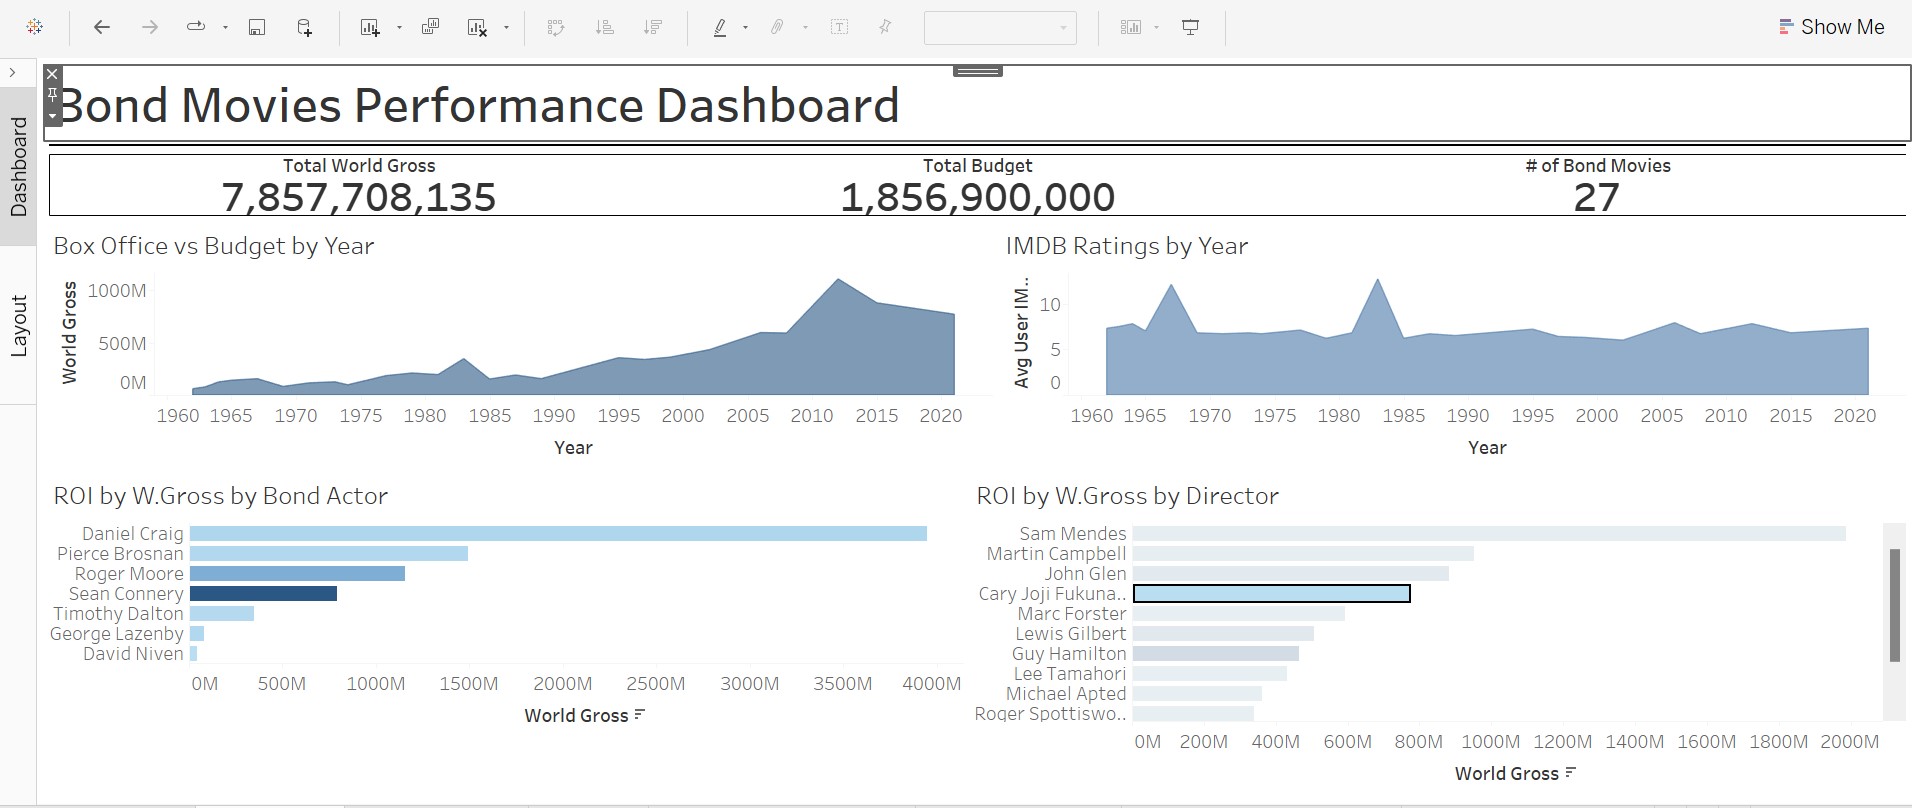 Show Me
Dashboard
Layout
Bond Movies Performance Dashboard
Total World Gross
7,857,708,135
Total Budget
1,856,900,000
# of Bond Movies
27
Box Office vs Budget by Year
World Gross
1000M
500M
0M
1960 1965 1970 1975 1980 1985 1990 1995 2000 2005 2010 2015 2020
Year
IMDB Ratings by Year
Avg User IM..
10
5
0
1960 1965 1970 1975 1980 1985 1990 1995 2000 2005 2010 2015 2020
Year
ROI by W.Gross by Bond Actor
Daniel Craig
Pierce Brosnan
Roger Moore
Sean Connery
Timothy Dalton
George Lazenby
David Niven
0M 500M 1000M 1500M 2000M 2500M 3000M 3500M 4000M
World Gross
ROI by W.Gross by Director
Sam Mendes
Martin Campbell
John Glen
Cary Joji Fukuna..
Marc Forster
Lewis Gilbert
Guy Hamilton
Lee Tamahori
Michael Apted
Roger Spottiswo..
0M 200M 400M 600M 800M 1000M 1200M 1400M 1600M 1800M 2000M
World Gross